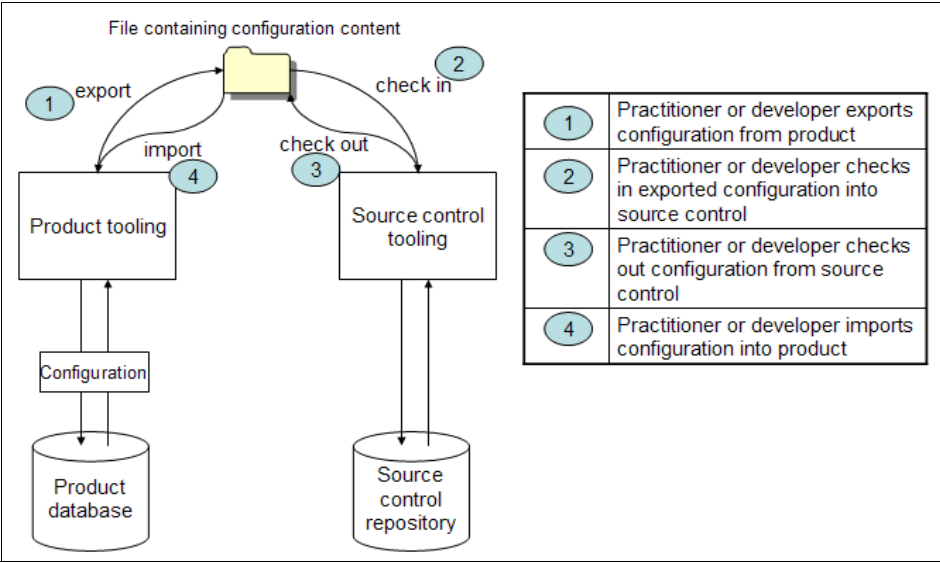 File containing configuration content
1
export
2
check in
import
4
check out
3
Product tooling
Source control
tooling
Configuration
Product
database
Source
control
repository
1
Practitioner or developer exports
configuration from product
2
Practitioner or developer checks
in exported configuration into
source control
3
Practitioner or developer checks
out configuration from source
control
4
Practitioner or developer imports
configuration into product